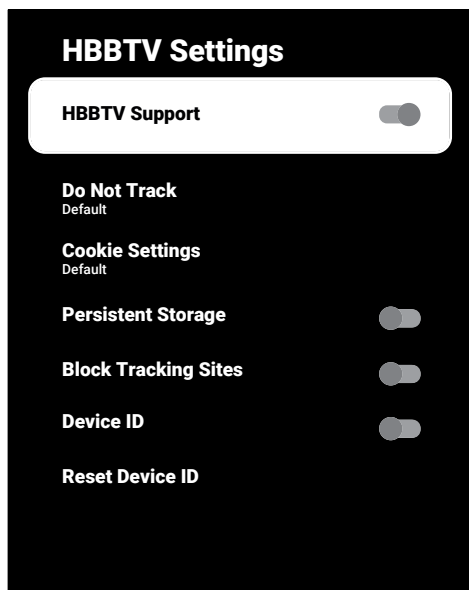 HBBTV Settings
HBBTV Support
Do Not Track
Default
Cookie Settings
Default
Persistent Storage
Block Tracking Sites
Device ID
Reset Device ID